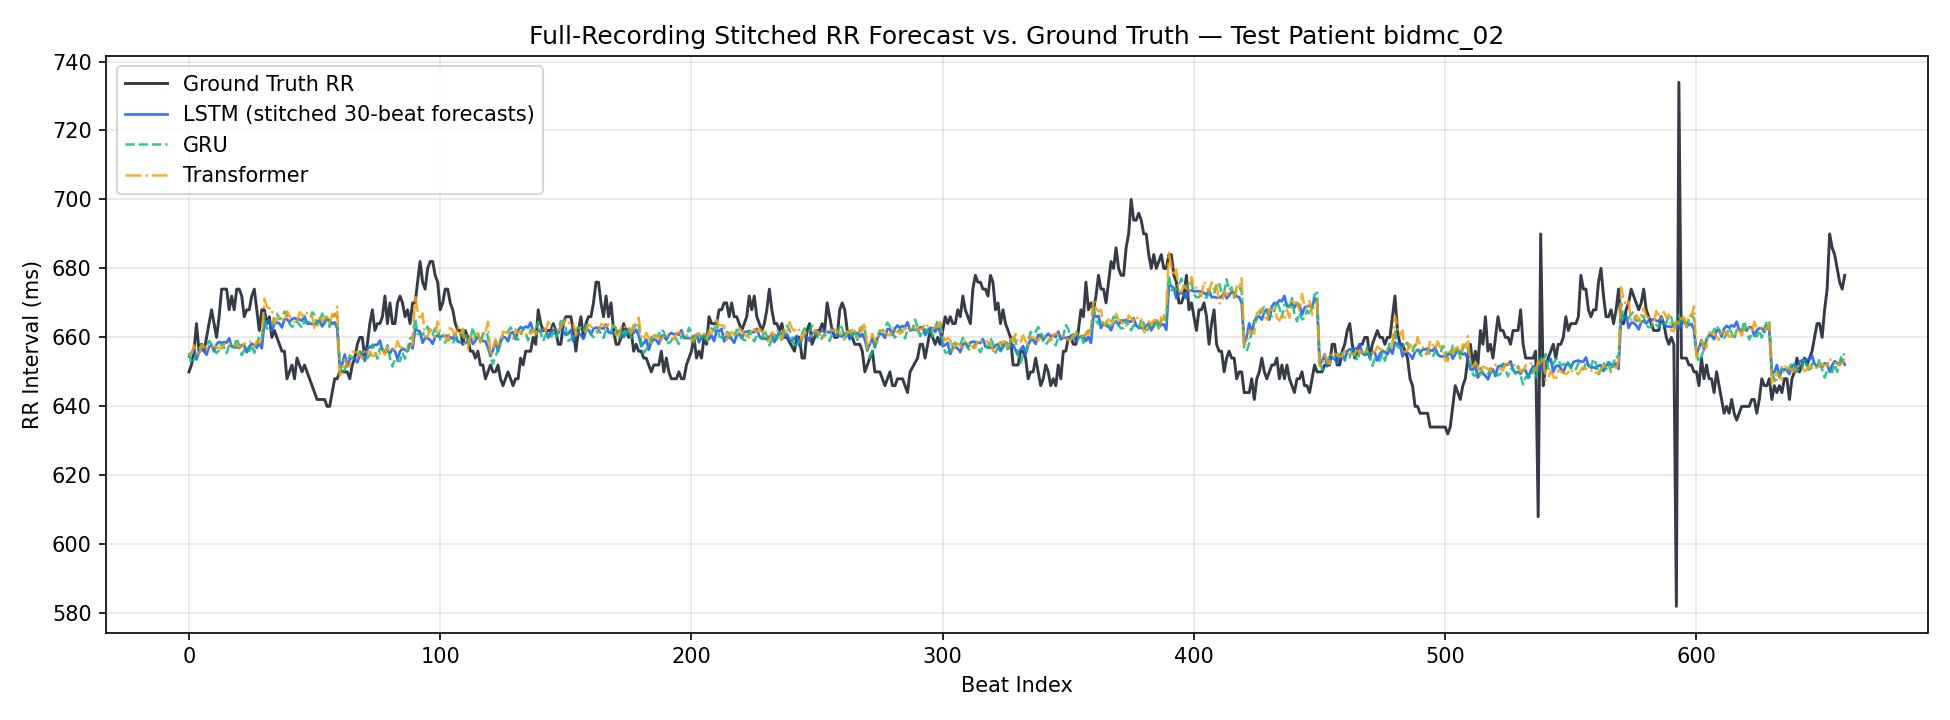 Full-Recording Stitched RR Forecast vs. Ground Truth — Test Patient bidmc_02
Ground Truth RR
LSTM (stitched 30-beat forecasts)
GRU
Transformer
RR Interval (ms)
740
720
700
680
660
640
620
600
580
0 100 200 300 400 500 600
Beat Index